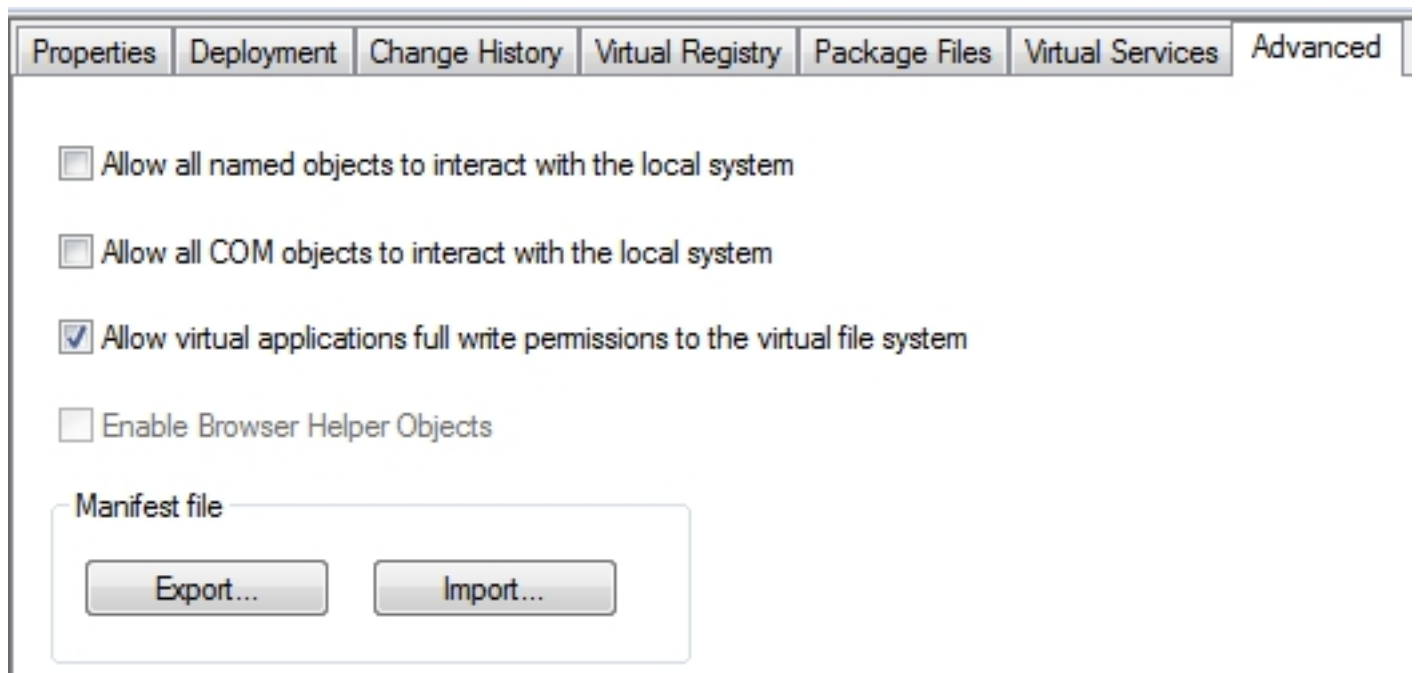 Properties Deployment Change History Virtual Registry Package Files Virtual Services Advanced
Allow all named objects to interact with the local system
Allow all COM objects to interact with the local system
Allow virtual applications full write permissions to the virtual file system
Enable Browser Helper Objects
Manifest file
Export... Import...